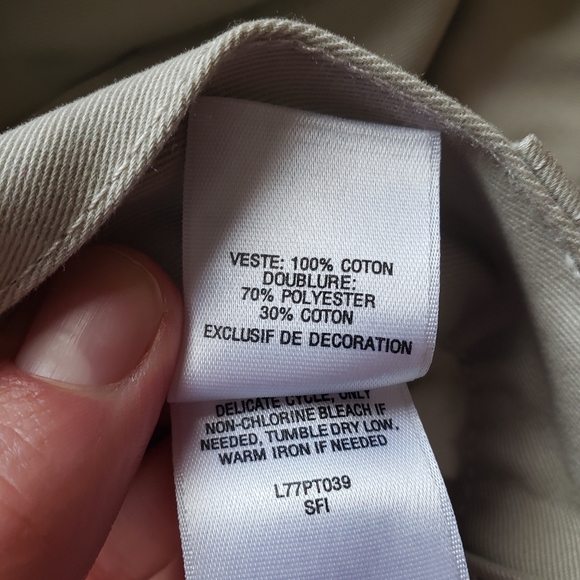 VESTE: 100% COTON
DOUBLURE:
70% POLYESTER
30% COTON
EXCLUSIF DE DECORATION
DELICATE CYCLE, ONLY
NON-CHLORINE BLEACH IF
NEEDED, TUMBLE DRY LOW,
WARM IRON IF NEEDED
L77PT039
SFI